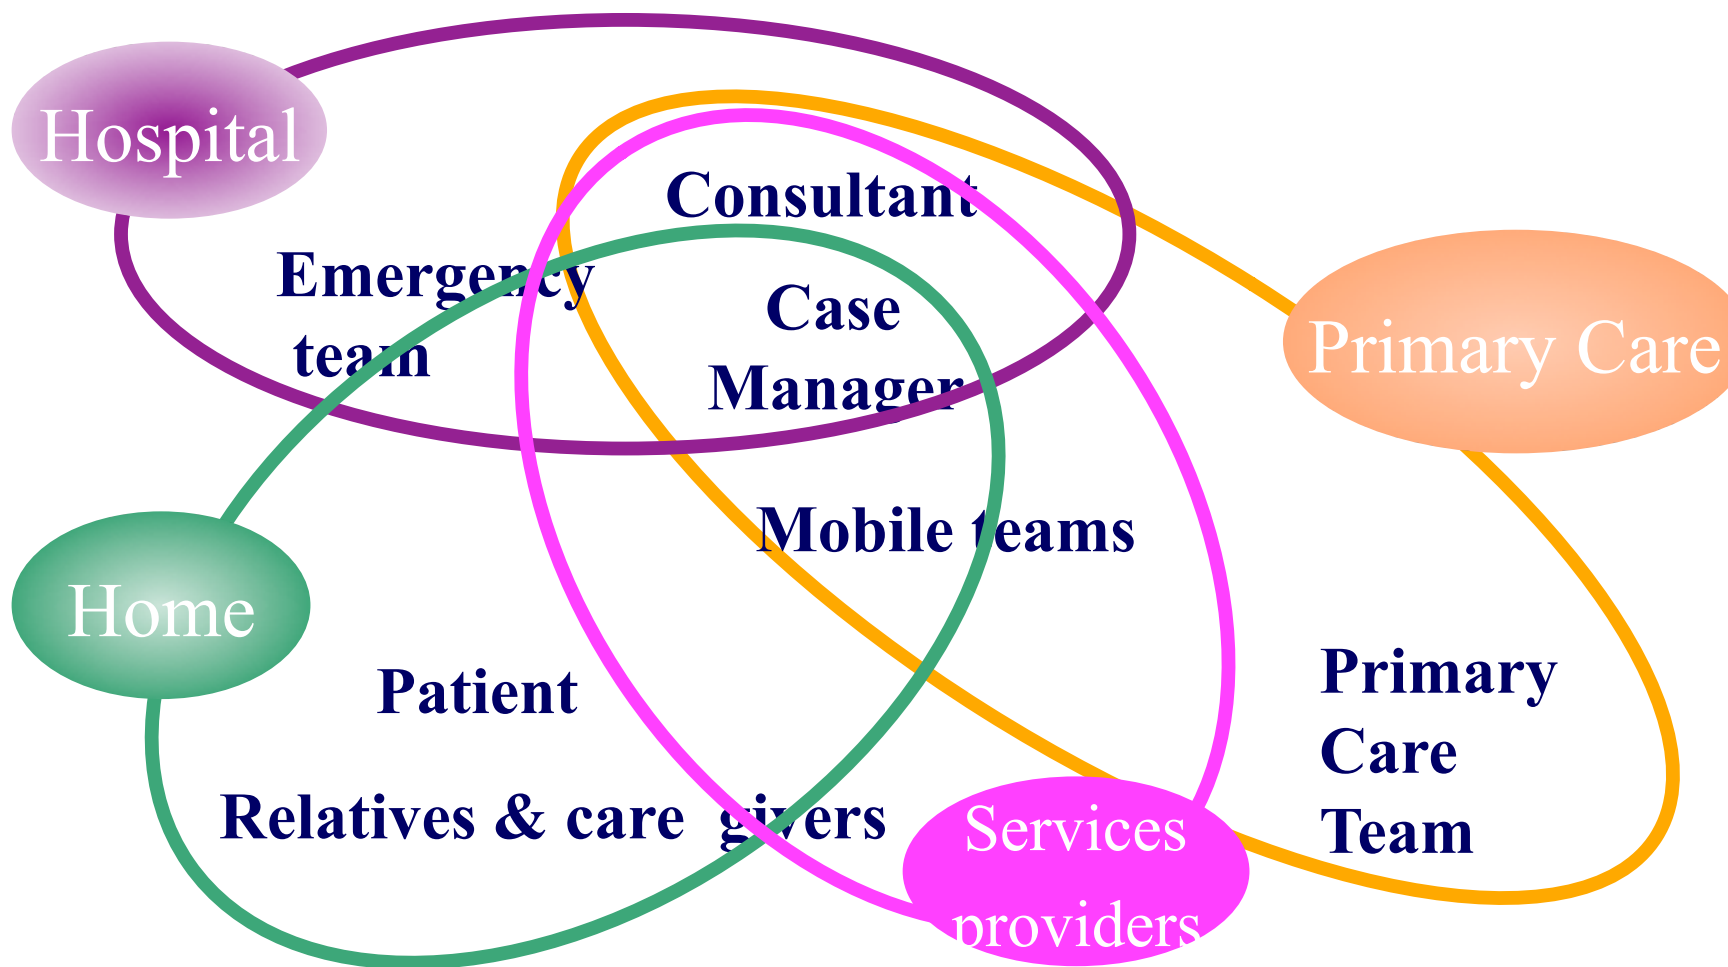 Hospital
Consultant
Emergency
team
Case
Manager
Primary Care
Mobile teams
Home
Patient
Primary
Care
Team
Relatives & care  givers
Services
providers